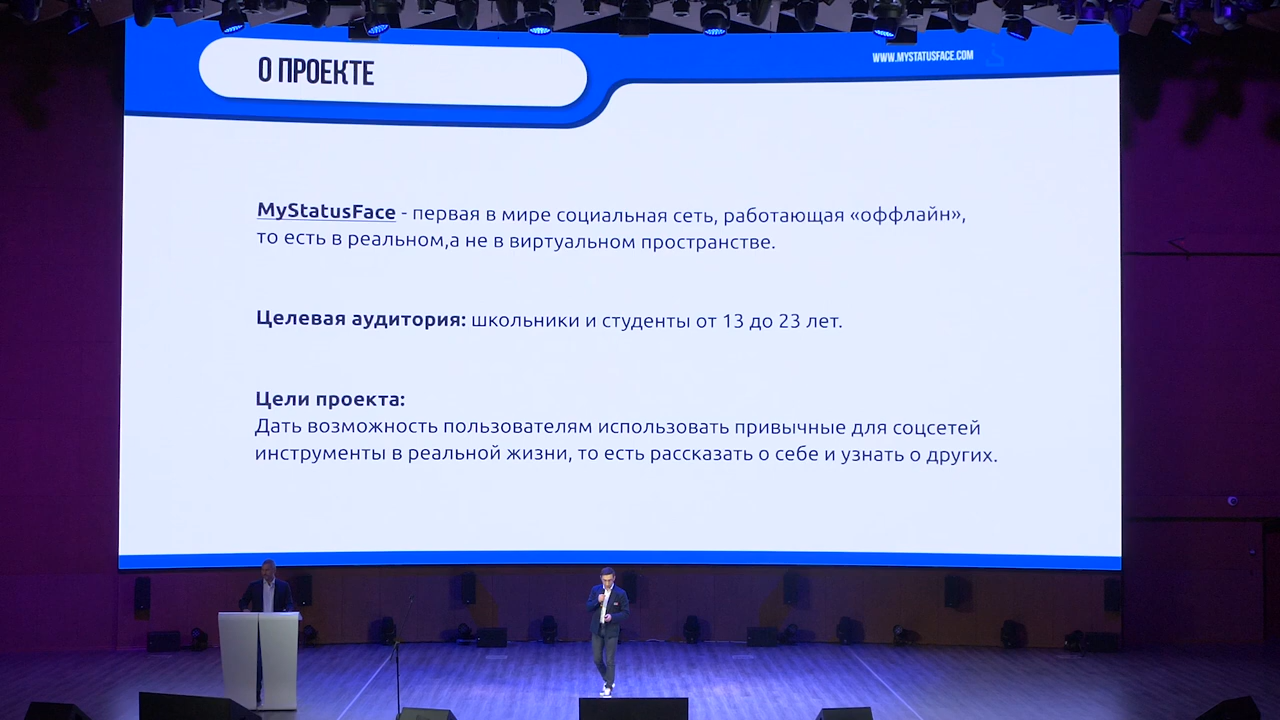 О ПРОЕКТЕ
WWW.MYSTATUSFACE.COM
MyStatusFace - первая в мире социальная сеть, работающая «оффлайн»,
то есть в реальном,а не в виртуальном пространстве.
Целевая аудитория: школьники и студенты от 13 до 23 лет.
Цели проекта:
Дать возможность пользователям использовать привычные для соцсетей
инструменты в реальной жизни, то есть рассказать о себе и узнать о других.